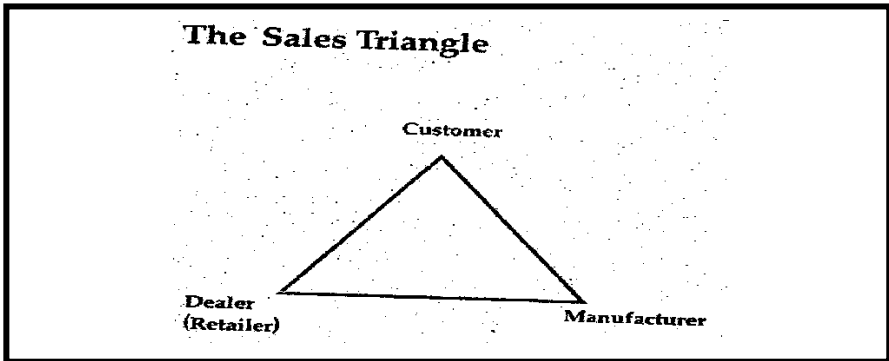 The Sales Triangle
Customer
Dealer
(Retailer)
Manufacturer